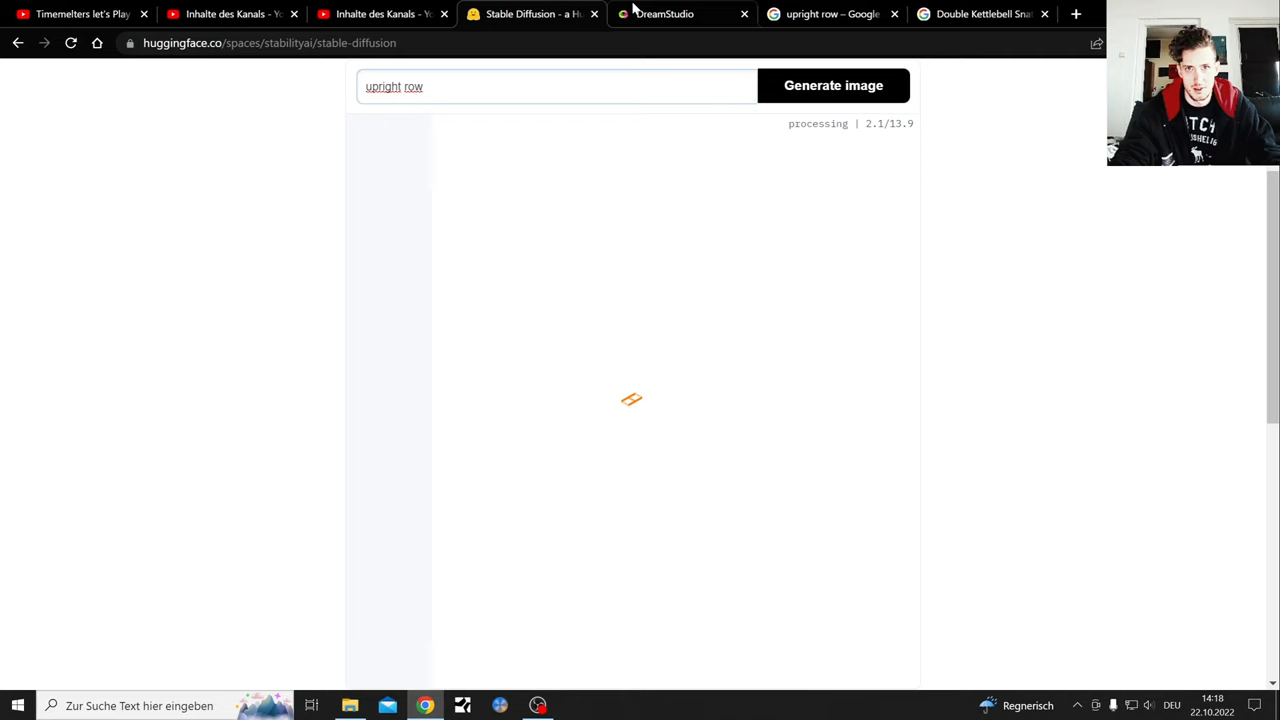 Timemelters let's Play
Inhalte des Kanals - Yo
Inhalte des Kanals - Yo
Stable Diffusion - a Hu
DreamStudio
upright row – Google
Double Kettlebell Snat
huggingface.co/spaces/stabilityai/stable-diffusion
upright row
Generate image
processing | 2.1/13.9
Zur Suche Text hier eingeben
Regnerisch
DEU
14:18
22.10.2022